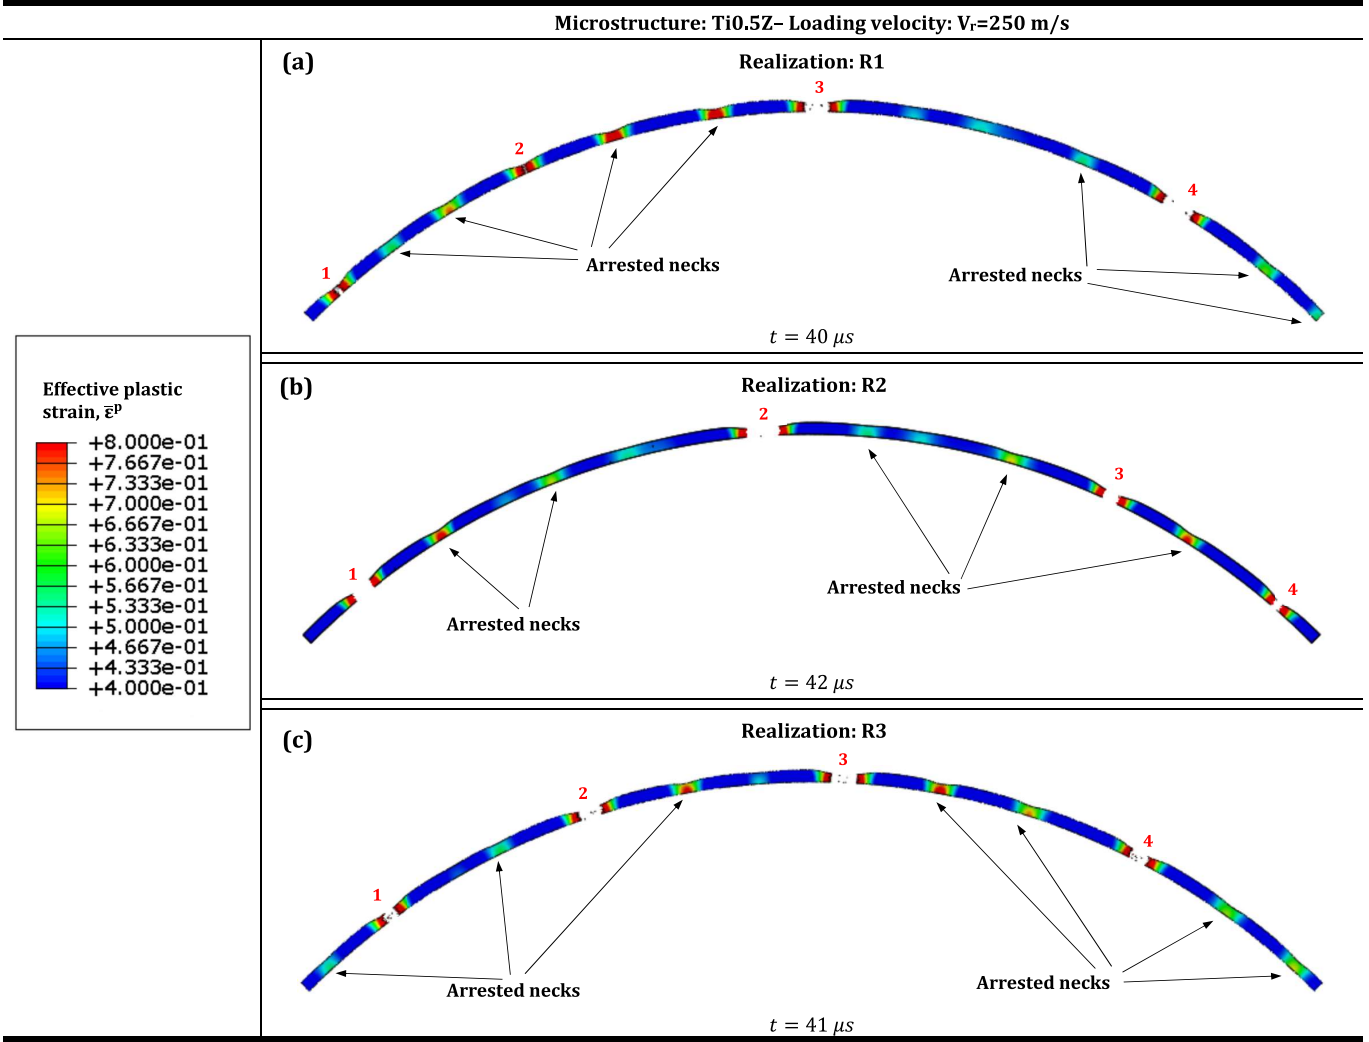 Microstructure: Ti0.5Z– Loading velocity: Vᵣ=250 m/s
Effective plastic
strain, ε̅ᵖ
+8.000e-01
+7.667e-01
+7.333e-01
+7.000e-01
+6.667e-01
+6.333e-01
+6.000e-01
+5.667e-01
+5.333e-01
+5.000e-01
+4.667e-01
+4.333e-01
+4.000e-01
(a)
Realization: R1
3
2
4
1
Arrested necks
Arrested necks
t = 40 μs
(b)
Realization: R2
2
3
1
4
Arrested necks
Arrested necks
t = 42 μs
(c)
Realization: R3
3
2
4
1
Arrested necks
Arrested necks
t = 41 μs